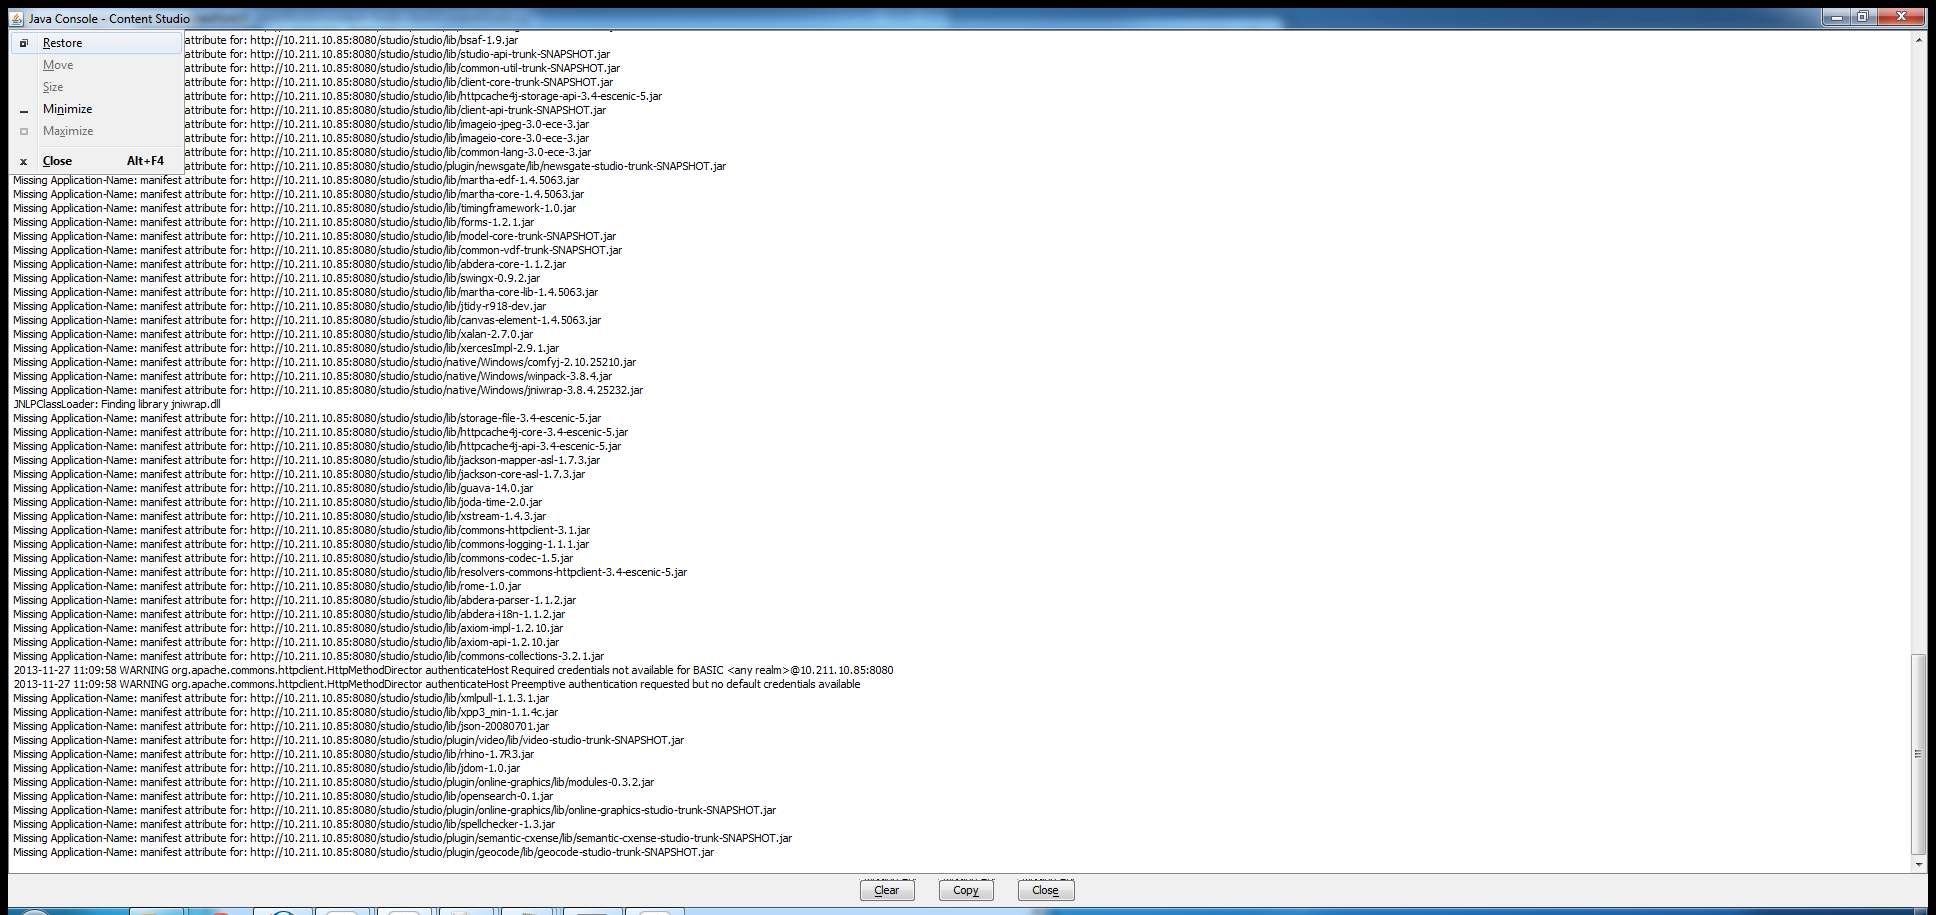 Java Console - Content Studio
Restore
Move
Size
Minimize
Maximize
Close Alt+F4
attribute for: http://10.211.10.85:8080/studio/studio/lib/bsaf-1.9.jar
attribute for: http://10.211.10.85:8080/studio/studio/lib/studio-api-trunk-SNAPSHOT.jar
attribute for: http://10.211.10.85:8080/studio/studio/lib/common-util-trunk-SNAPSHOT.jar
attribute for: http://10.211.10.85:8080/studio/studio/lib/client-core-trunk-SNAPSHOT.jar
attribute for: http://10.211.10.85:8080/studio/studio/lib/httpcache4j-storage-api-3.4-escenic-5.jar
attribute for: http://10.211.10.85:8080/studio/studio/lib/client-api-trunk-SNAPSHOT.jar
attribute for: http://10.211.10.85:8080/studio/studio/lib/imageio-jpeg-3.0-ece-3.jar
attribute for: http://10.211.10.85:8080/studio/studio/lib/imageio-core-3.0-ece-3.jar
attribute for: http://10.211.10.85:8080/studio/studio/lib/common-lang-3.0-ece-3.jar
attribute for: http://10.211.10.85:8080/studio/studio/plugin/newsgate/lib/newsgate-studio-trunk-SNAPSHOT.jar
Missing Application-Name: manifest attribute for: http://10.211.10.85:8080/studio/studio/lib/martha-edf-1.4.5063.jar
Missing Application-Name: manifest attribute for: http://10.211.10.85:8080/studio/studio/lib/martha-core-1.4.5063.jar
Missing Application-Name: manifest attribute for: http://10.211.10.85:8080/studio/studio/lib/timingframework-1.0.jar
Missing Application-Name: manifest attribute for: http://10.211.10.85:8080/studio/studio/lib/forms-1.2.1.jar
Missing Application-Name: manifest attribute for: http://10.211.10.85:8080/studio/studio/lib/model-core-trunk-SNAPSHOT.jar
Missing Application-Name: manifest attribute for: http://10.211.10.85:8080/studio/studio/lib/common-vdf-trunk-SNAPSHOT.jar
Missing Application-Name: manifest attribute for: http://10.211.10.85:8080/studio/studio/lib/abdera-core-1.1.2.jar
Missing Application-Name: manifest attribute for: http://10.211.10.85:8080/studio/studio/lib/swingx-0.9.2.jar
Missing Application-Name: manifest attribute for: http://10.211.10.85:8080/studio/studio/lib/martha-core-lib-1.4.5063.jar
Missing Application-Name: manifest attribute for: http://10.211.10.85:8080/studio/studio/lib/jtidy-r918-dev.jar
Missing Application-Name: manifest attribute for: http://10.211.10.85:8080/studio/studio/lib/canvas-element-1.4.5063.jar
Missing Application-Name: manifest attribute for: http://10.211.10.85:8080/studio/studio/lib/xalan-2.7.0.jar
Missing Application-Name: manifest attribute for: http://10.211.10.85:8080/studio/studio/lib/xercesImpl-2.9.1.jar
Missing Application-Name: manifest attribute for: http://10.211.10.85:8080/studio/studio/native/Windows/comfyj-2.10.25210.jar
Missing Application-Name: manifest attribute for: http://10.211.10.85:8080/studio/studio/native/Windows/winpack-3.8.4.jar
Missing Application-Name: manifest attribute for: http://10.211.10.85:8080/studio/studio/native/Windows/jniwrap-3.8.4.25232.jar
JNLPClassLoader: Finding library jniwrap.dll
Missing Application-Name: manifest attribute for: http://10.211.10.85:8080/studio/studio/lib/storage-file-3.4-escenic-5.jar
Missing Application-Name: manifest attribute for: http://10.211.10.85:8080/studio/studio/lib/httpcache4j-core-3.4-escenic-5.jar
Missing Application-Name: manifest attribute for: http://10.211.10.85:8080/studio/studio/lib/httpcache4j-api-3.4-escenic-5.jar
Missing Application-Name: manifest attribute for: http://10.211.10.85:8080/studio/studio/lib/jackson-mapper-asl-1.7.3.jar
Missing Application-Name: manifest attribute for: http://10.211.10.85:8080/studio/studio/lib/jackson-core-asl-1.7.3.jar
Missing Application-Name: manifest attribute for: http://10.211.10.85:8080/studio/studio/lib/guava-14.0.jar
Missing Application-Name: manifest attribute for: http://10.211.10.85:8080/studio/studio/lib/joda-time-2.0.jar
Missing Application-Name: manifest attribute for: http://10.211.10.85:8080/studio/studio/lib/xstream-1.4.3.jar
Missing Application-Name: manifest attribute for: http://10.211.10.85:8080/studio/studio/lib/commons-httpclient-3.1.jar
Missing Application-Name: manifest attribute for: http://10.211.10.85:8080/studio/studio/lib/commons-logging-1.1.1.jar
Missing Application-Name: manifest attribute for: http://10.211.10.85:8080/studio/studio/lib/commons-codec-1.5.jar
Missing Application-Name: manifest attribute for: http://10.211.10.85:8080/studio/studio/lib/resolvers-commons-httpclient-3.4-escenic-5.jar
Missing Application-Name: manifest attribute for: http://10.211.10.85:8080/studio/studio/lib/rome-1.0.jar
Missing Application-Name: manifest attribute for: http://10.211.10.85:8080/studio/studio/lib/abdera-parser-1.1.2.jar
Missing Application-Name: manifest attribute for: http://10.211.10.85:8080/studio/studio/lib/abdera-i18n-1.1.2.jar
Missing Application-Name: manifest attribute for: http://10.211.10.85:8080/studio/studio/lib/axiom-impl-1.2.10.jar
Missing Application-Name: manifest attribute for: http://10.211.10.85:8080/studio/studio/lib/axiom-api-1.2.10.jar
Missing Application-Name: manifest attribute for: http://10.211.10.85:8080/studio/studio/lib/commons-collections-3.2.1.jar
2013-11-27 11:09:58 WARNING org.apache.commons.httpclient.HttpMethodDirector authenticateHost Required credentials not available for BASIC <any realm>@10.211.10.85:8080
2013-11-27 11:09:58 WARNING org.apache.commons.httpclient.HttpMethodDirector authenticateHost Preemptive authentication requested but no default credentials available
Missing Application-Name: manifest attribute for: http://10.211.10.85:8080/studio/studio/lib/xmlpull-1.1.3.1.jar
Missing Application-Name: manifest attribute for: http://10.211.10.85:8080/studio/studio/lib/xpp3_min-1.1.4c.jar
Missing Application-Name: manifest attribute for: http://10.211.10.85:8080/studio/studio/lib/json-20080701.jar
Missing Application-Name: manifest attribute for: http://10.211.10.85:8080/studio/studio/plugin/video/lib/video-studio-trunk-SNAPSHOT.jar
Missing Application-Name: manifest attribute for: http://10.211.10.85:8080/studio/studio/lib/rhino-1.7R3.jar
Missing Application-Name: manifest attribute for: http://10.211.10.85:8080/studio/studio/lib/jdom-1.0.jar
Missing Application-Name: manifest attribute for: http://10.211.10.85:8080/studio/studio/plugin/online-graphics/lib/modules-0.3.2.jar
Missing Application-Name: manifest attribute for: http://10.211.10.85:8080/studio/studio/lib/opensearch-0.1.jar
Missing Application-Name: manifest attribute for: http://10.211.10.85:8080/studio/studio/plugin/online-graphics/lib/online-graphics-studio-trunk-SNAPSHOT.jar
Missing Application-Name: manifest attribute for: http://10.211.10.85:8080/studio/studio/lib/spellchecker-1.3.jar
Missing Application-Name: manifest attribute for: http://10.211.10.85:8080/studio/studio/plugin/semantic-cxense/lib/semantic-cxense-studio-trunk-SNAPSHOT.jar
Missing Application-Name: manifest attribute for: http://10.211.10.85:8080/studio/studio/plugin/geocode/lib/geocode-studio-trunk-SNAPSHOT.jar
Clear Copy Close